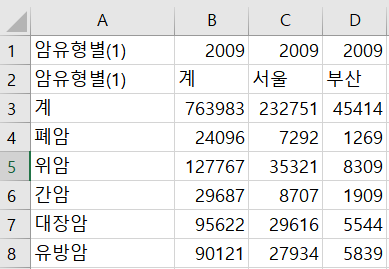 A B C D
1 암유형별(1) 2009 2009 2009
2 암유형별(1) 계 서울 부산
3 계 763983 232751 45414
4 폐암 24096 7292 1269
5 위암 127767 35321 8309
6 간암 29687 8707 1909
7 대장암 95622 29616 5544
8 유방암 90121 27934 5839